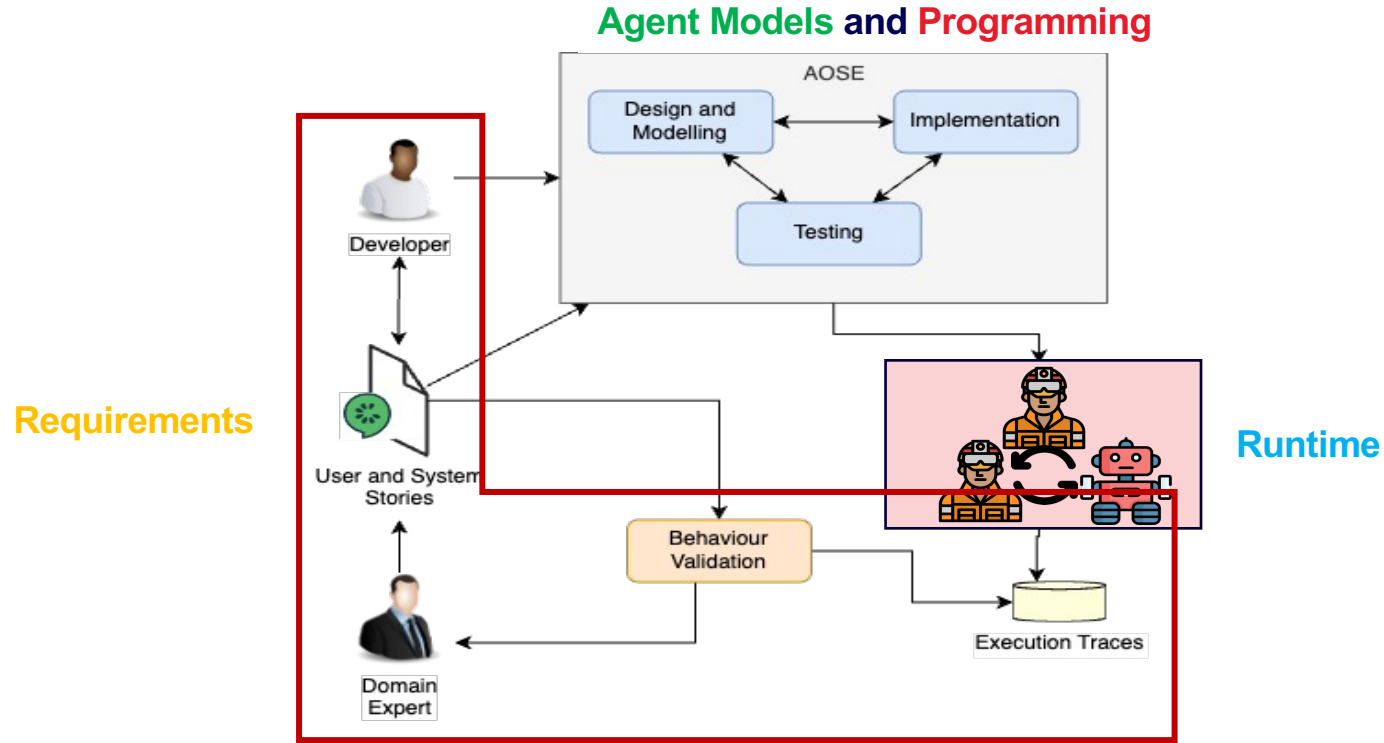 Agent Models and Programming
AOSE
Design and
Modelling
Implementation
Testing
Developer
Requirements
User and System
Stories
Runtime
Behaviour
Validation
Execution Traces
Domain
Expert